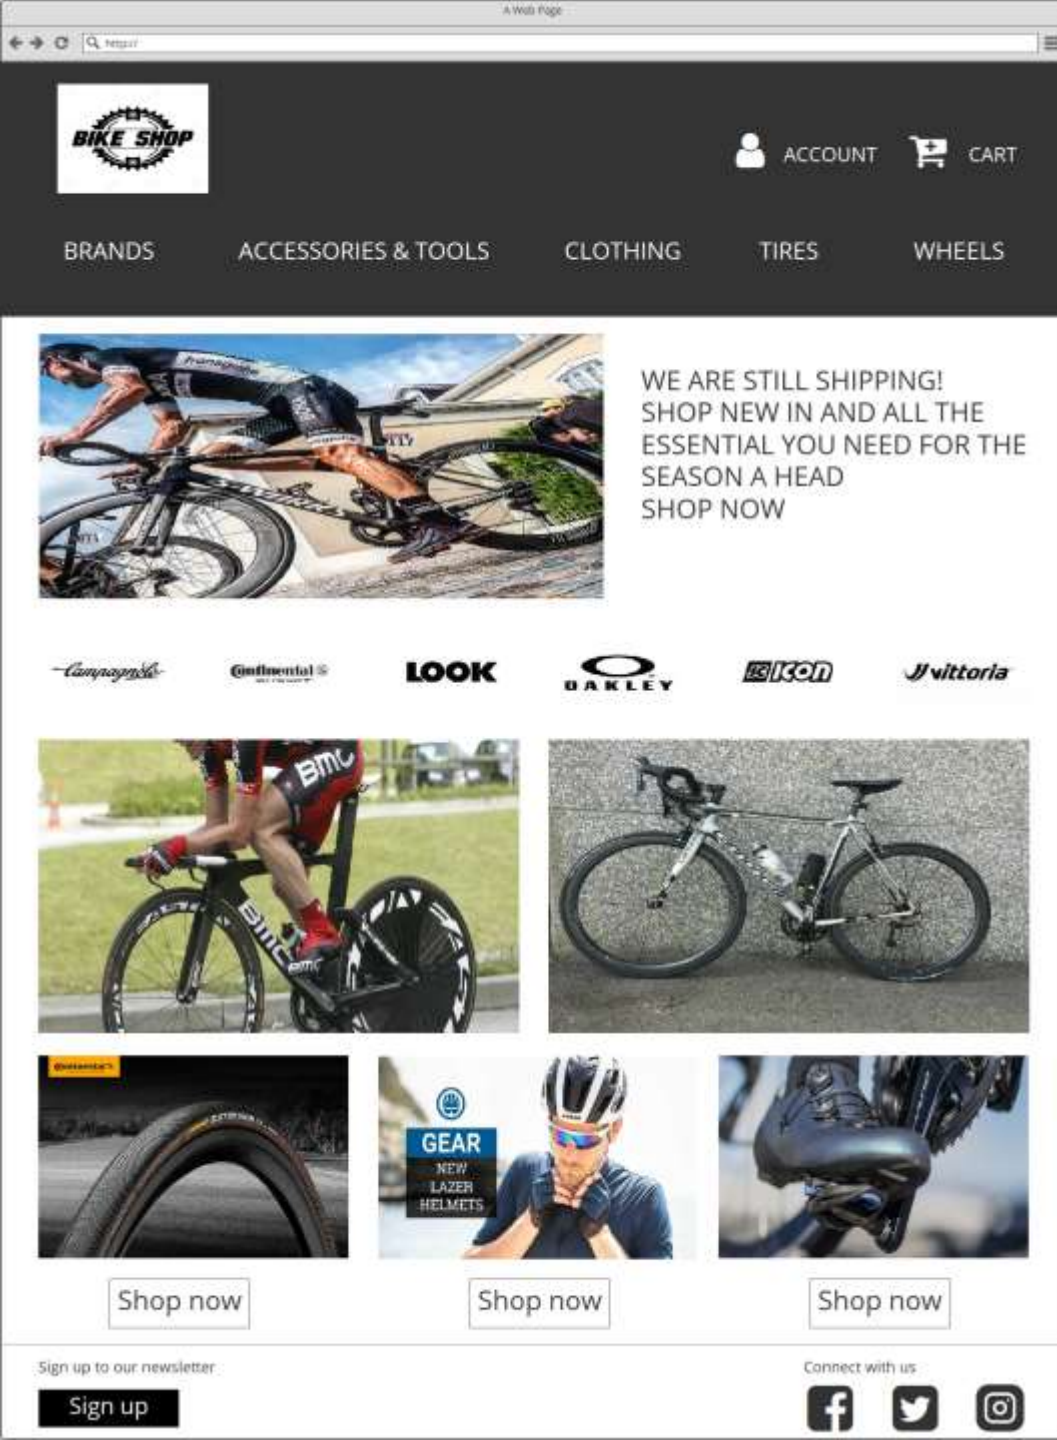 A Web Page
http://
BIKE SHOP
ACCOUNT
CART
BRANDS
ACCESSORIES & TOOLS
CLOTHING
TIRES
WHEELS
WE ARE STILL SHIPPING!
SHOP NEW IN AND ALL THE
ESSENTIAL YOU NEED FOR THE
SEASON A HEAD
SHOP NOW
Campagnolo
Continental
LOOK
OAKLEY
ICON
vittoria
BMC
BMC
BMC
Continental
GEAR
NEW
LAZER
HELMETS
Shop now
Shop now
Shop now
Sign up to our newsletter
Connect with us
Sign up